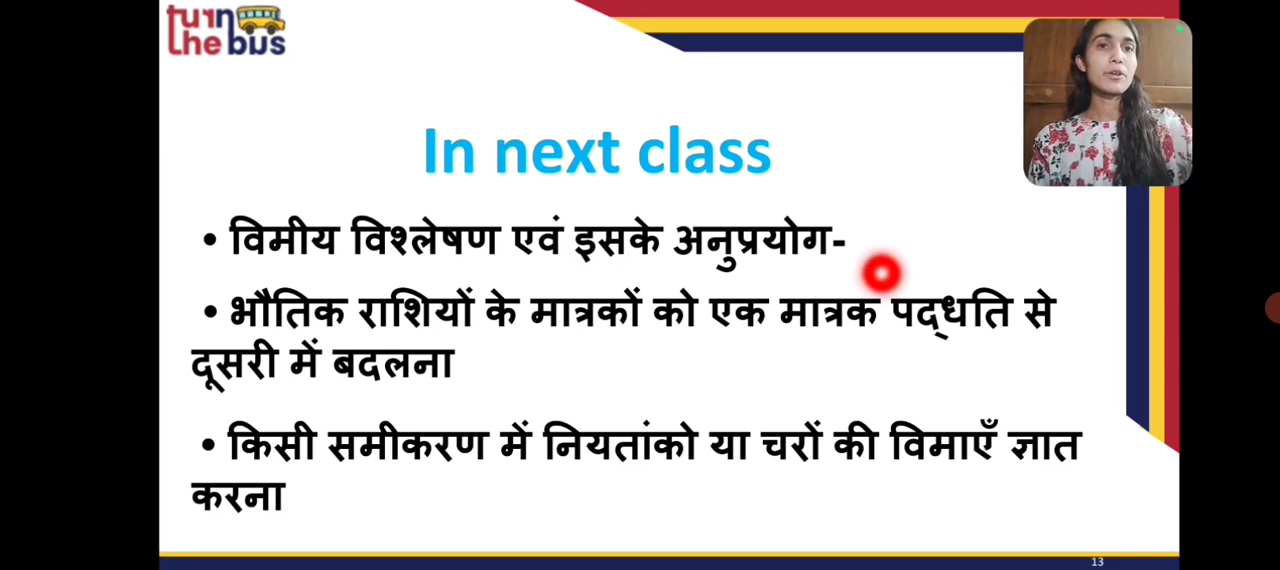 turn
the bus
In next class
• विमीय विश्लेषण एवं इसके अनुप्रयोग-
• भौतिक राशियों के मात्रकों को एक मात्रक पद्धति से
दूसरी में बदलना
• किसी समीकरण में नियतांको या चरों की विमाएँ ज्ञात
करना
13